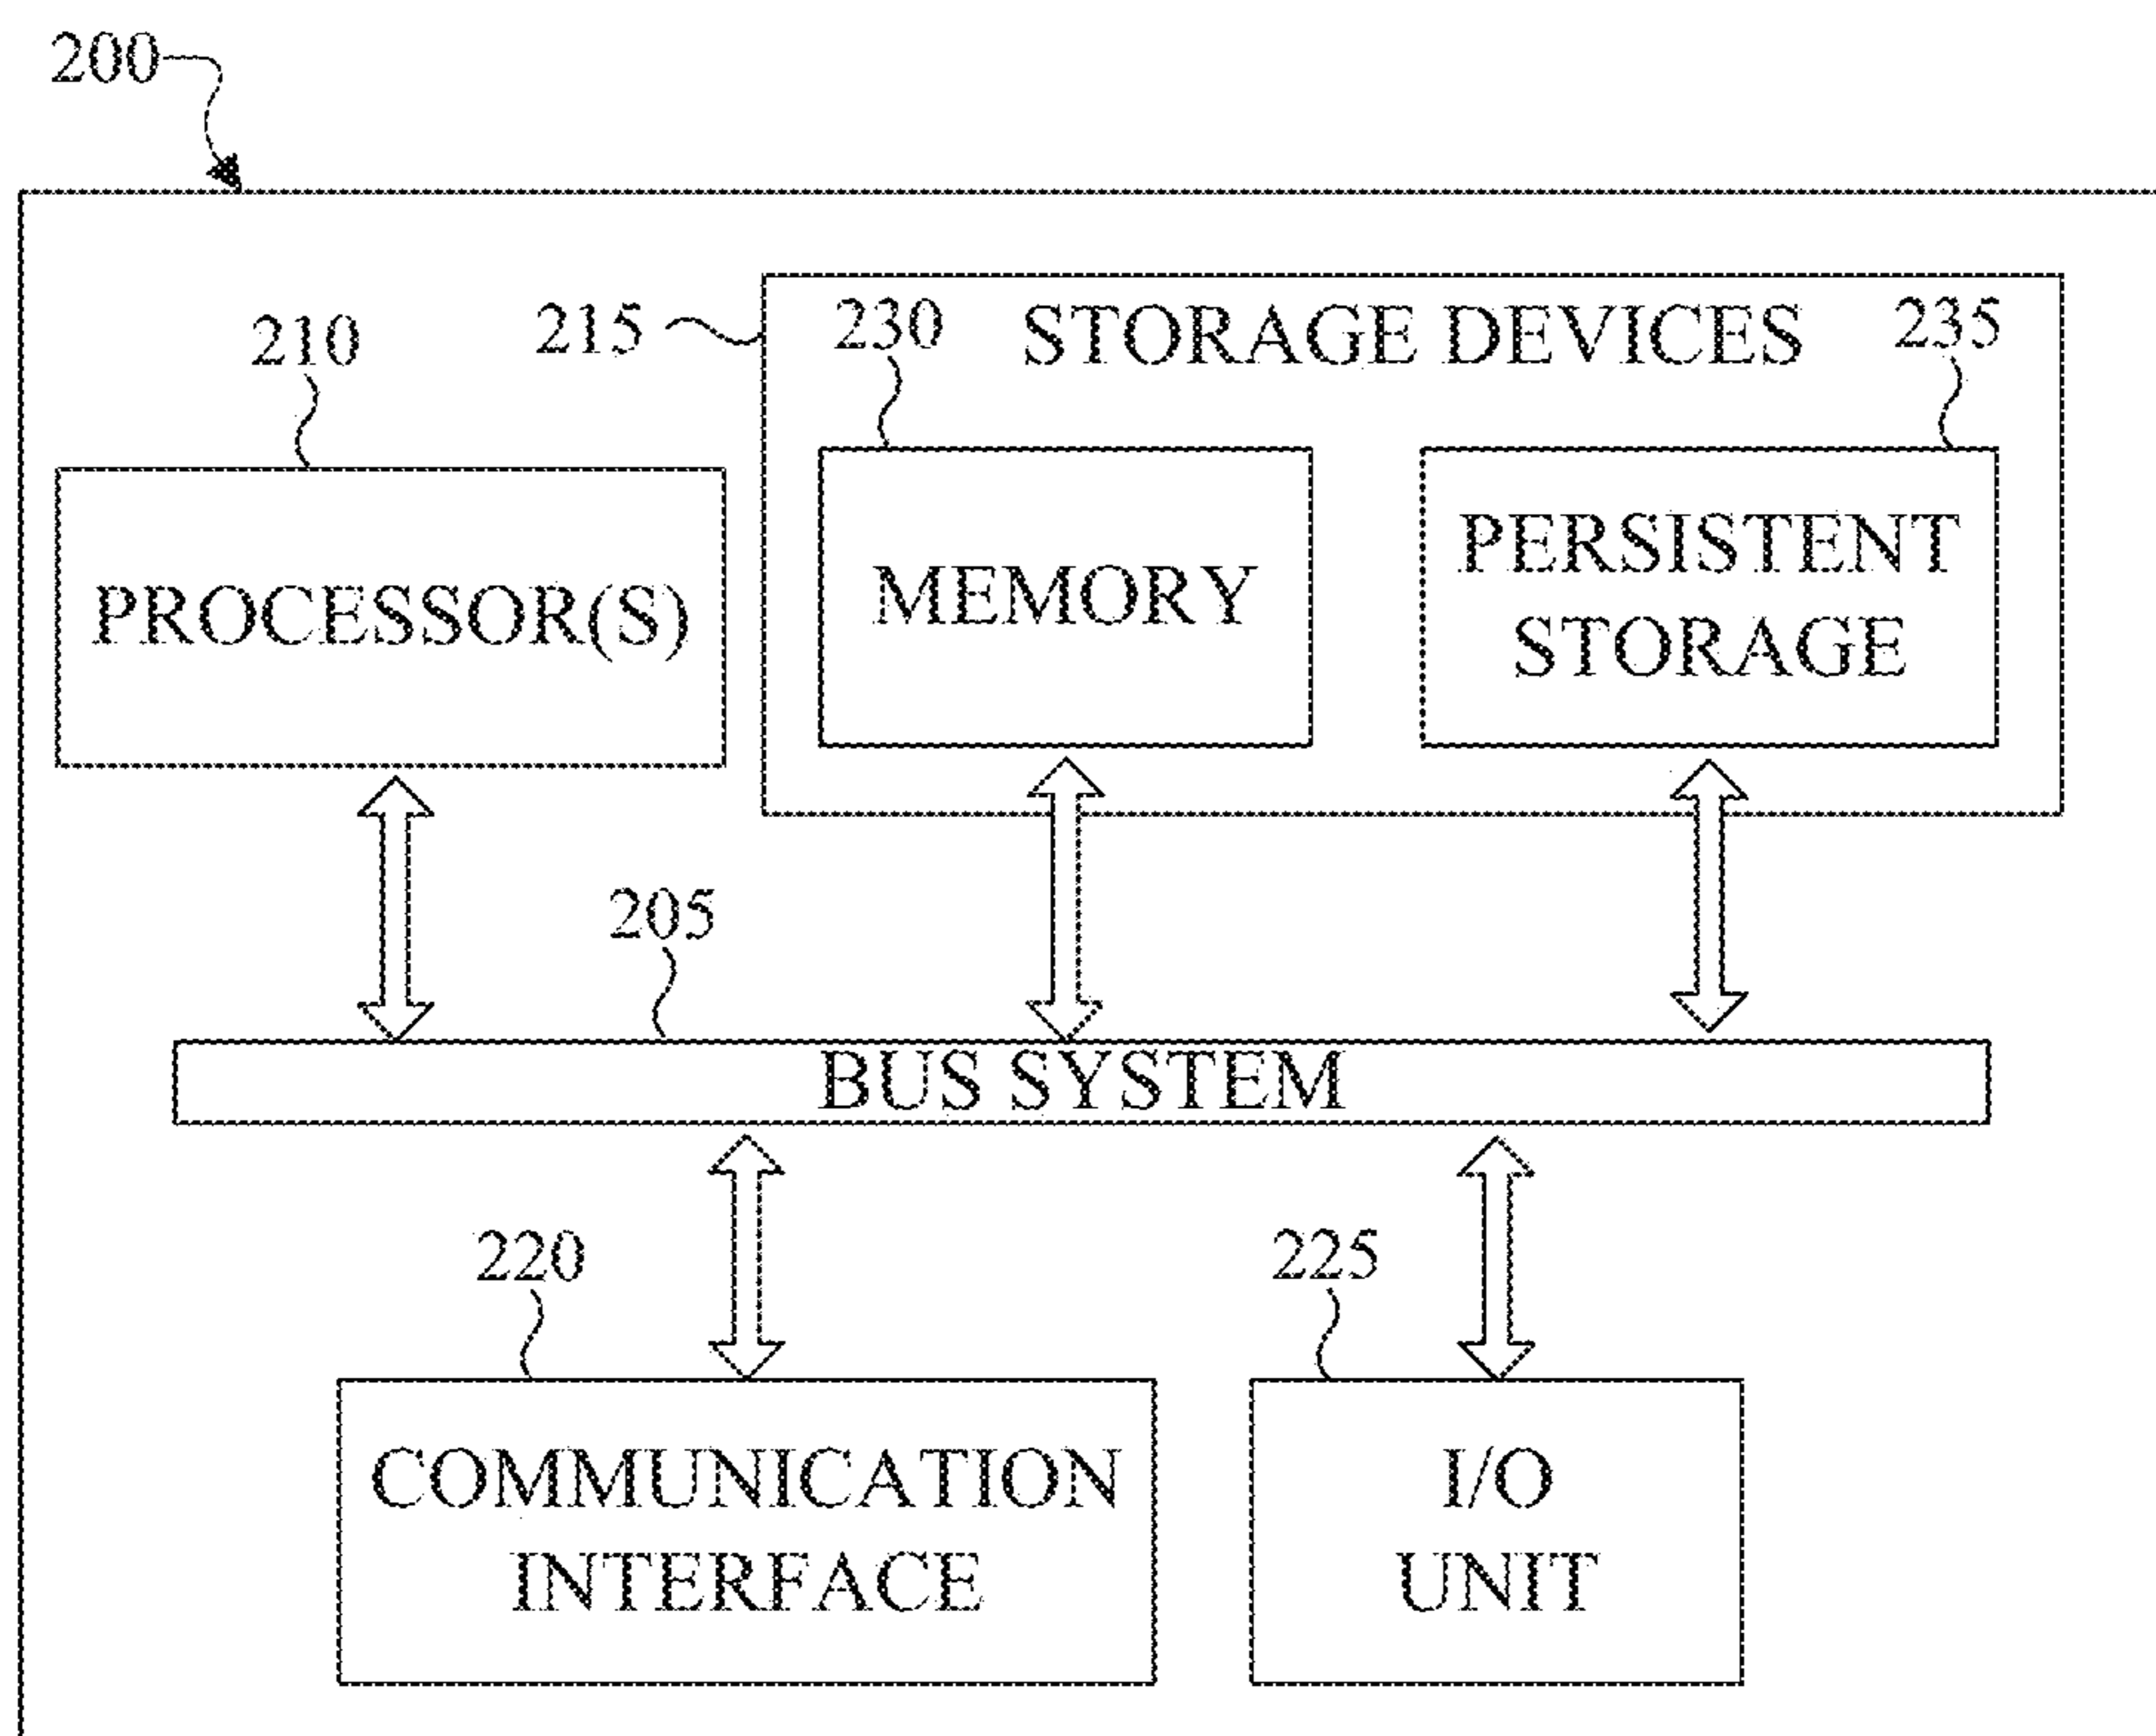 200
210
215
230
STORAGE DEVICES
235
PROCESSOR(S)
MEMORY
PERSISTENT
STORAGE
205
BUS SYSTEM
220
225
COMMUNICATION
INTERFACE
I/O
UNIT